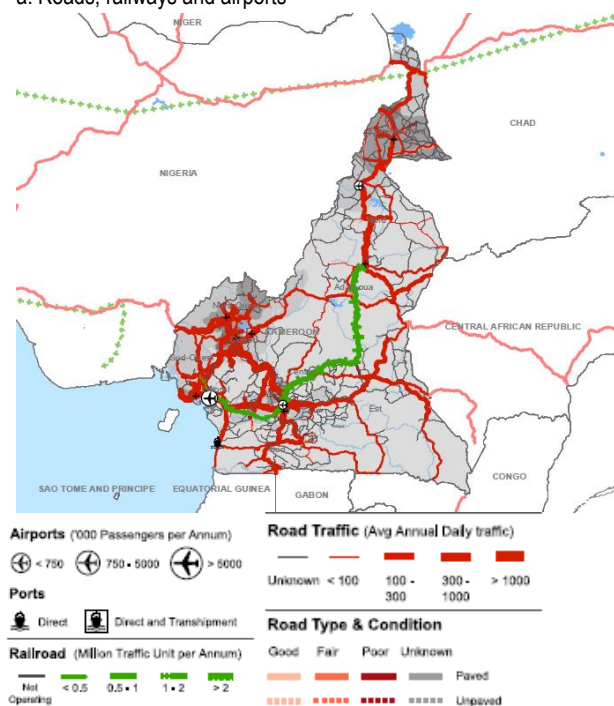 a. Roads, railways and airports
NIGER
CHAD
NIGERIA
CAMEROON
CENTRAL AFRICAN REPUBLIC
Sud-Ouest
Est
SAO TOME AND PRINCIPE
EQUATORIAL GUINEA
GABON
CONGO
Airports ('000 Passengers per Annum)
< 750
750 - 5000
> 5000
Ports
Direct
Direct and Transhipment
Railroad (Million Traffic Unit per Annum)
Not Operating
< 0.5
0.5 - 1
1 - 2
> 2
Road Traffic (Avg Annual Daily traffic)
Unknown
< 100
100 - 300
300 - 1000
> 1000
Road Type & Condition
Good Fair Poor Unknown
Paved
Unpaved